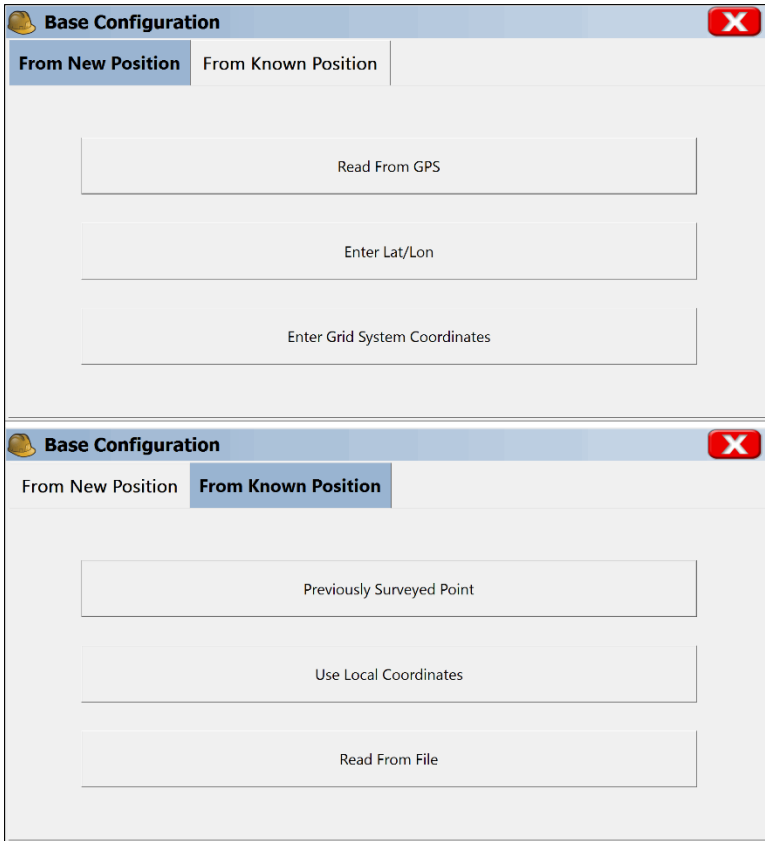 Base Configuration
From New Position From Known Position
Read From GPS
Enter Lat/Lon
Enter Grid System Coordinates
Base Configuration
From New Position From Known Position
Previously Surveyed Point
Use Local Coordinates
Read From File